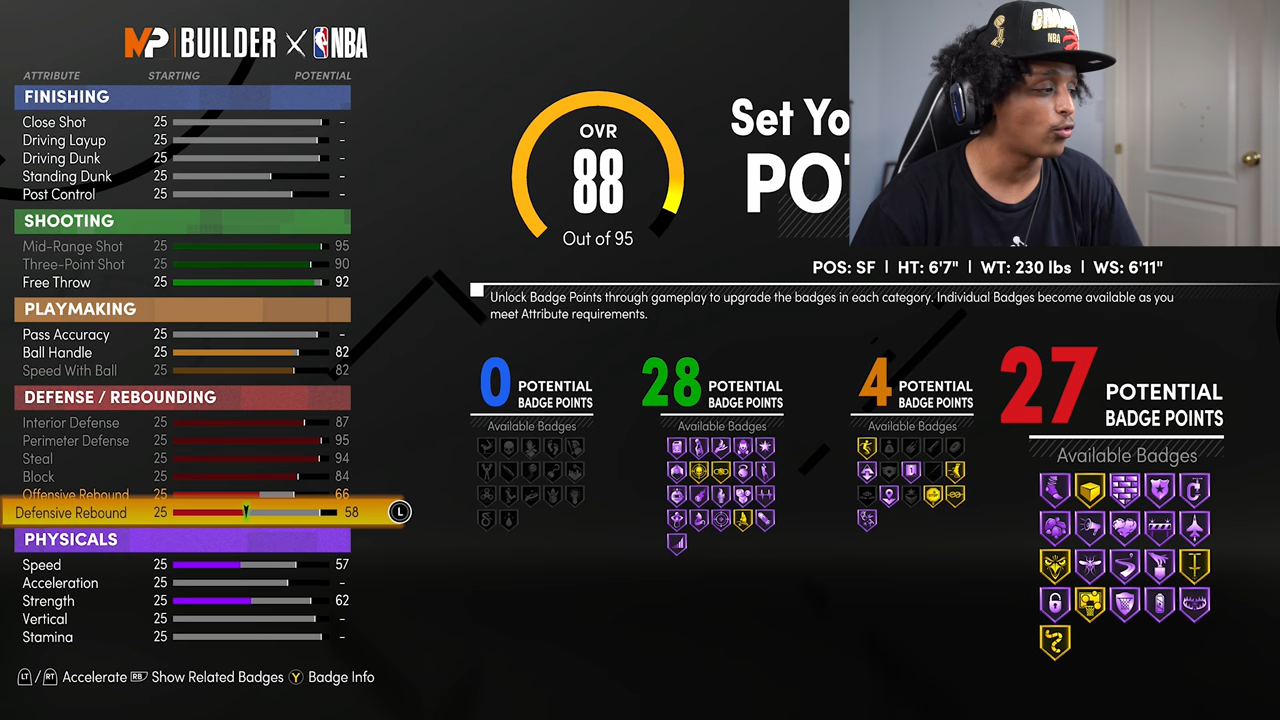 MP | BUILDER X NBA
ATTRIBUTE STARTING POTENTIAL
FINISHING
Close Shot 25 -
Driving Layup 25 -
Driving Dunk 25 -
Standing Dunk 25 -
Post Control 25 -
SHOOTING
Mid-Range Shot 25 95
Three-Point Shot 25 90
Free Throw 25 92
PLAYMAKING
Pass Accuracy 25 -
Ball Handle 25 82
Speed With Ball 25 82
DEFENSE / REBOUNDING
Interior Defense 25 87
Perimeter Defense 25 95
Steal 25 94
Block 25 84
Offensive Rebound 25 66
Defensive Rebound 25 58 L
PHYSICALS
Speed 25 57
Acceleration 25 -
Strength 25 62
Vertical 25 -
Stamina 25 -
LT / RT Accelerate RB Show Related Badges Y Badge Info
OVR
88
Out of 95
Set Yo
PO
NBA
POS: SF | HT: 6'7" | WT: 230 lbs | WS: 6'11"
Unlock Badge Points through gameplay to upgrade the badges in each category. Individual Badges become available as you
meet Attribute requirements.
0 POTENTIAL BADGE POINTS
Available Badges
28 POTENTIAL BADGE POINTS
Available Badges
4 POTENTIAL BADGE POINTS
Available Badges
27 POTENTIAL BADGE POINTS
Available Badges